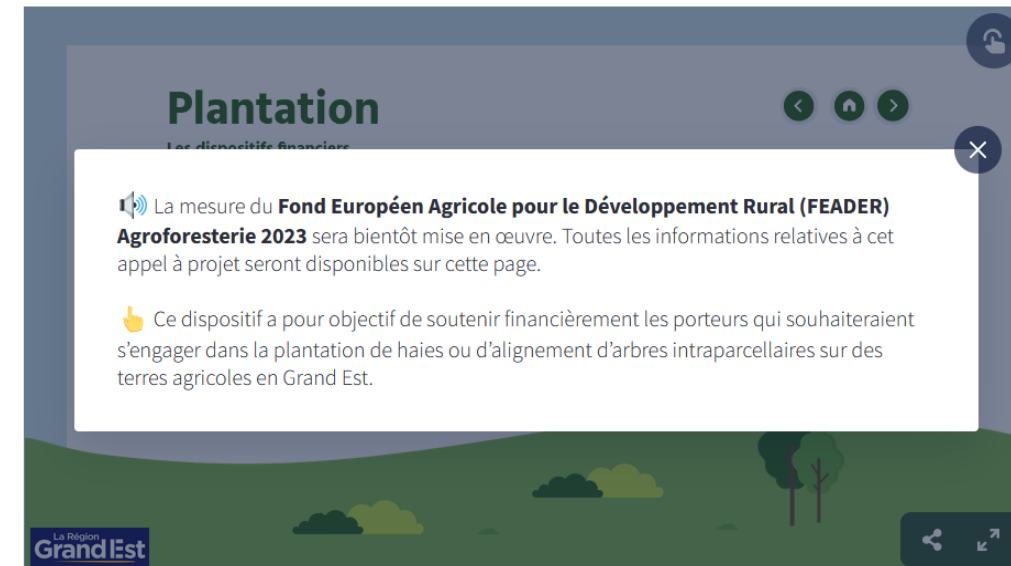 Plantation
Les dispositifs financiers
La mesure du Fond Européen Agricole pour le Développement Rural (FEADER)
Agroforesterie 2023 sera bientôt mise en œuvre. Toutes les informations relatives à cet
appel à projet seront disponibles sur cette page.
Ce dispositif a pour objectif de soutenir financièrement les porteurs qui souhaiteraient
s’engager dans la plantation de haies ou d’alignement d’arbres intraparcellaires sur des
terres agricoles en Grand Est.
La Région
Grand Est